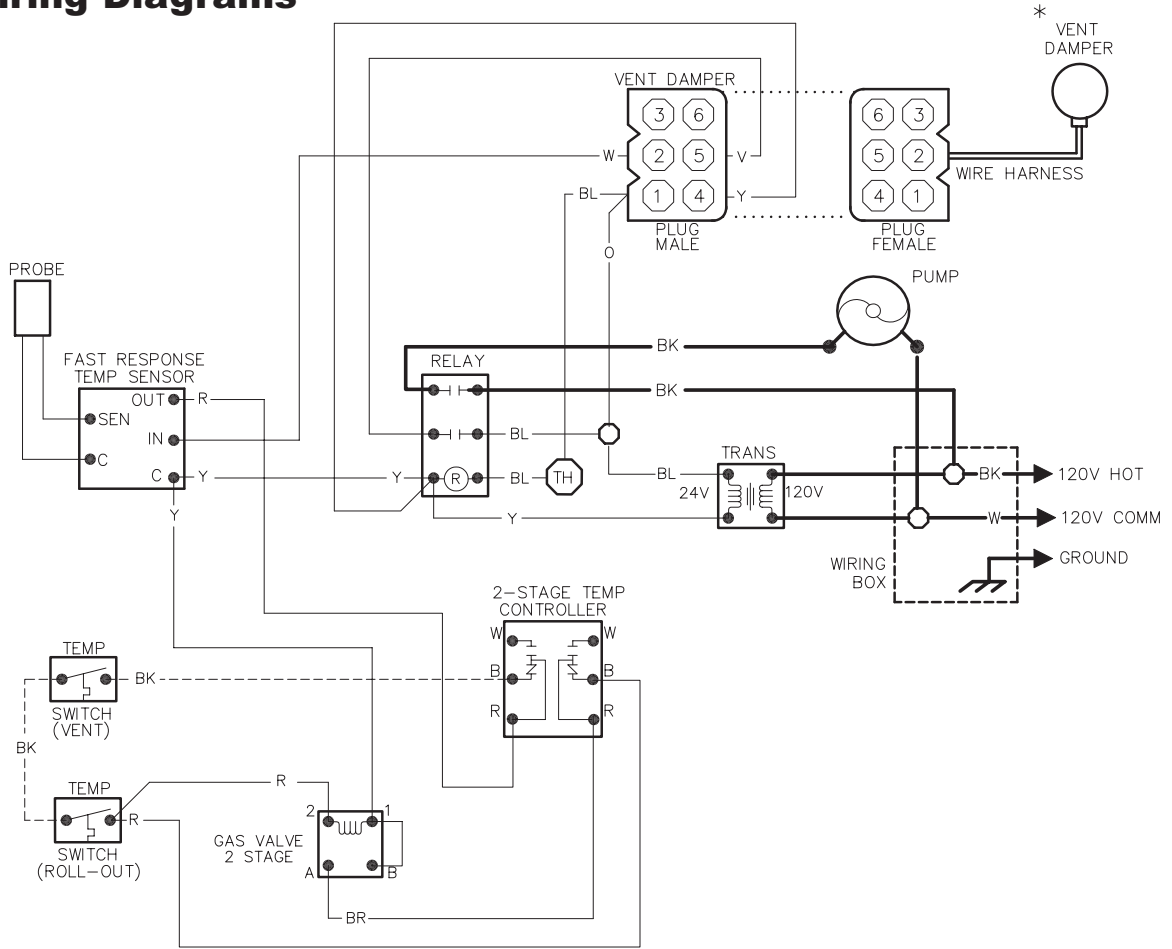 iring Diagrams
*
VENT
DAMPER
VENT DAMPER
3 6
6 3
W
2 5
V
5 2
WIRE HARNESS
BL
1 4
Y
4 1
PLUG
MALE
PLUG
FEMALE
O
PROBE
PUMP
FAST RESPONSE
TEMP SENSOR
BK
RELAY
OUT
R
BK
SEN
IN
BL
C
TRANS
C
Y
Y
R
BL
TH
BL
24V
120V
BK
120V HOT
Y
Y
W
120V COMM
GROUND
WIRING
BOX
2-STAGE TEMP
CONTROLLER
W
W
TEMP
BK
B
B
SWITCH
(VENT)
R
R
BK
TEMP
R
2
1
R
GAS VALVE
2 STAGE
SWITCH
(ROLL-OUT)
A
B
BR